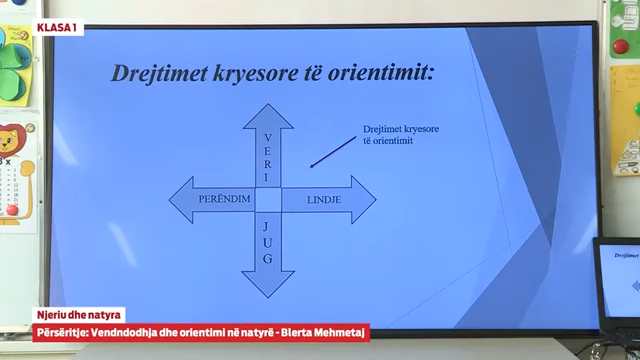 KLASA 1
Drejtimet kryesore të orientimit:
VERI
Drejtimet kryesore
të orientimit
PERËNDIM
LINDJE
JUG
Drejtimet
Njeriu dhe natyra
Përsëritje: Vendndodhja dhe orientimi në natyrë - Blerta Mehmetaj